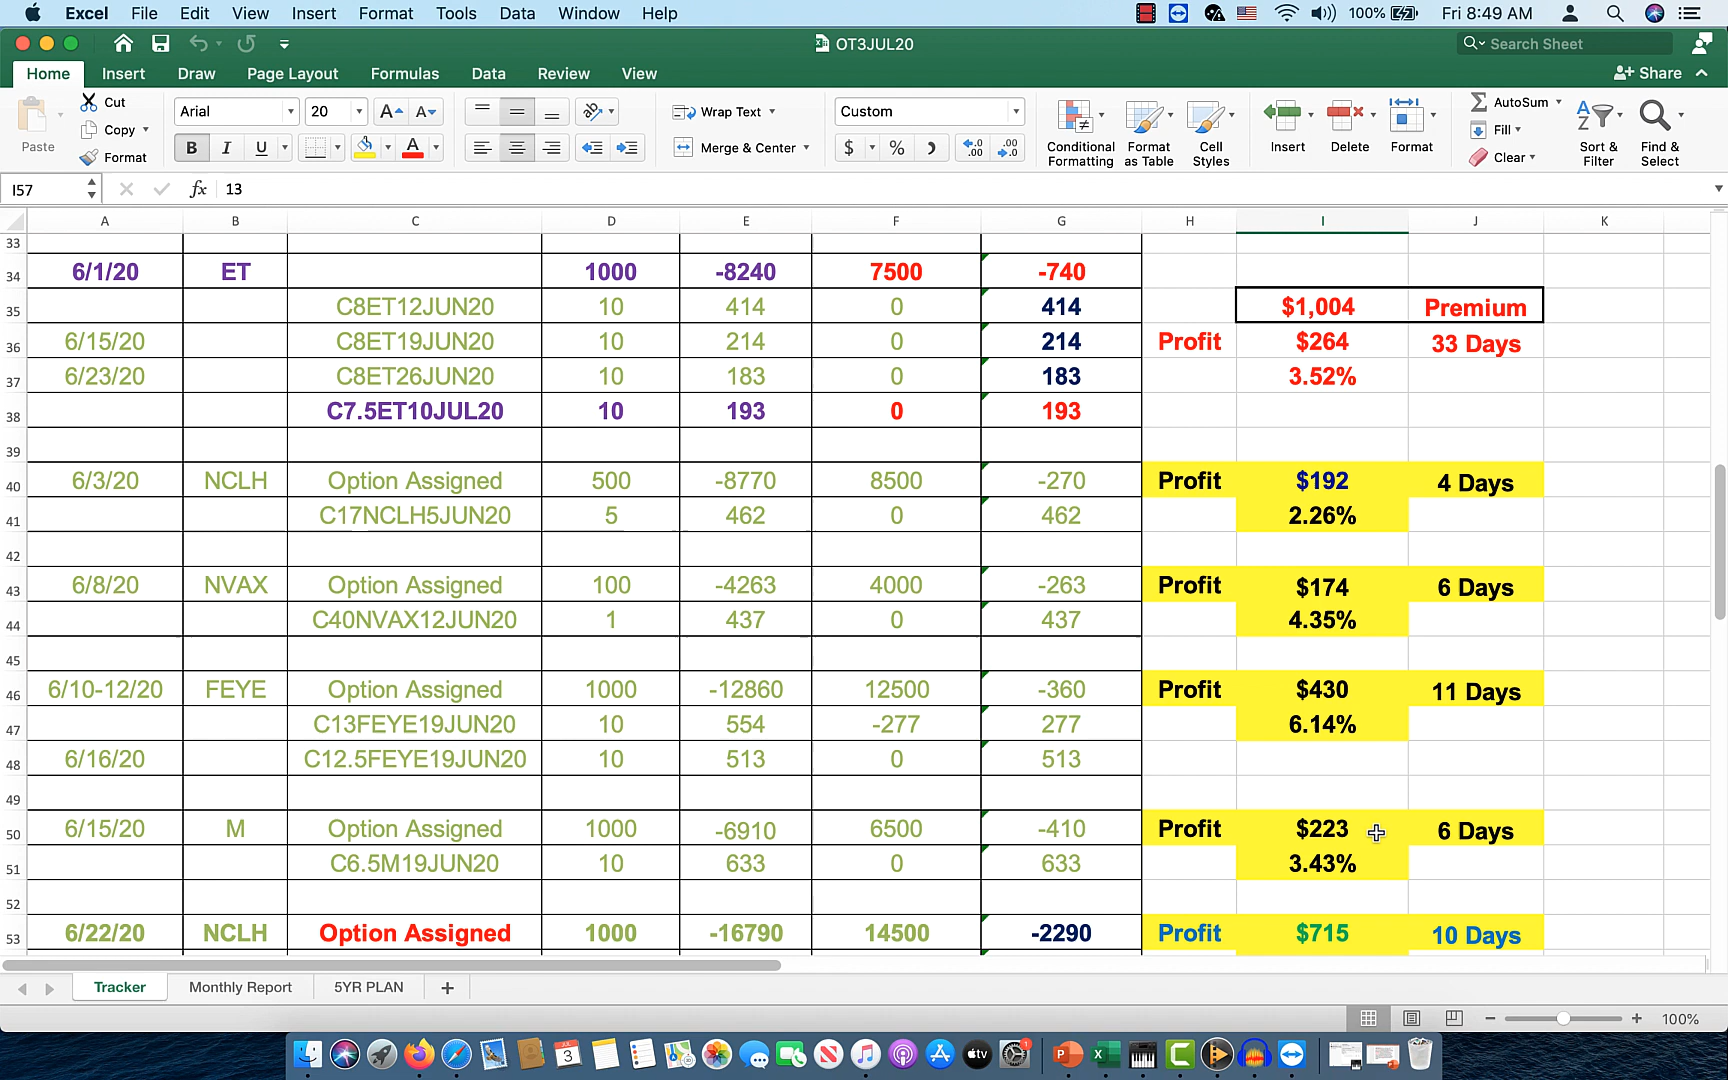 Excel File Edit View Insert Format Tools Data Window Help 100% Fri 8:49 AM
OT3JUL20 Search Sheet
Home Insert Draw Page Layout Formulas Data Review View Share
Paste Cut Copy Format
Arial 20 A A
B I U A
Wrap Text
Merge & Center
Custom
$ % .00 .00
Conditional Formatting
Format as Table
Cell Styles
Insert Delete Format
AutoSum
Fill
Clear
Sort & Filter
Find & Select
I57 fx 13
A B C D E F G H I J K
33
34 6/1/20 ET 1000 -8240 7500 -740
35 C8ET12JUN20 10 414 0 414 $1,004 Premium
36 6/15/20 C8ET19JUN20 10 214 0 214 Profit $264 33 Days
37 6/23/20 C8ET26JUN20 10 183 0 183 3.52%
38 C7.5ET10JUL20 10 193 0 193
39
40 6/3/20 NCLH Option Assigned 500 -8770 8500 -270 Profit $192 4 Days
41 C17NCLH5JUN20 5 462 0 462 2.26%
42
43 6/8/20 NVAX Option Assigned 100 -4263 4000 -263 Profit $174 6 Days
44 C40NVAX12JUN20 1 437 0 437 4.35%
45
46 6/10-12/20 FEYE Option Assigned 1000 -12860 12500 -360 Profit $430 11 Days
47 C13FEYE19JUN20 10 554 -277 277 6.14%
48 6/16/20 C12.5FEYE19JUN20 10 513 0 513
49
50 6/15/20 M Option Assigned 1000 -6910 6500 -410 Profit $223 6 Days
51 C6.5M19JUN20 10 633 0 633 3.43%
52
53 6/22/20 NCLH Option Assigned 1000 -16790 14500 -2290 Profit $715 10 Days
Tracker Monthly Report 5YR PLAN +
100%
JUL 3 tv 1